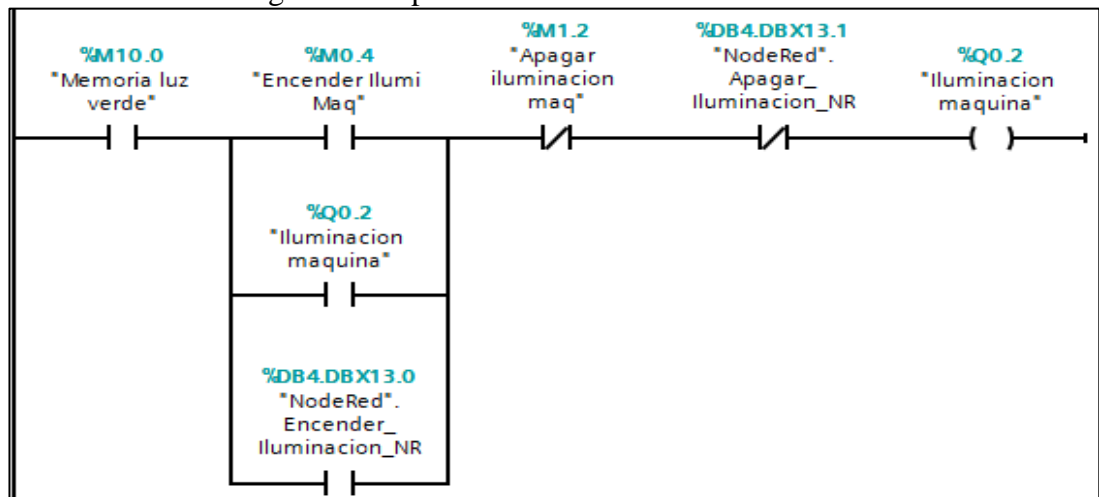 %M10.0
"Memoria luz
verde"
%M0.4
"Encender Ilumi
Maq"
%M1.2
"Apagar
iluminacion
maq"
%DB4.DBX13.1
"NodeRed".
Apagar_
Iluminacion_NR
%Q0.2
"Iluminacion
maquina"
%Q0.2
"Iluminacion
maquina"
%DB4.DBX13.0
"NodeRed".
Encender_
Iluminacion_NR